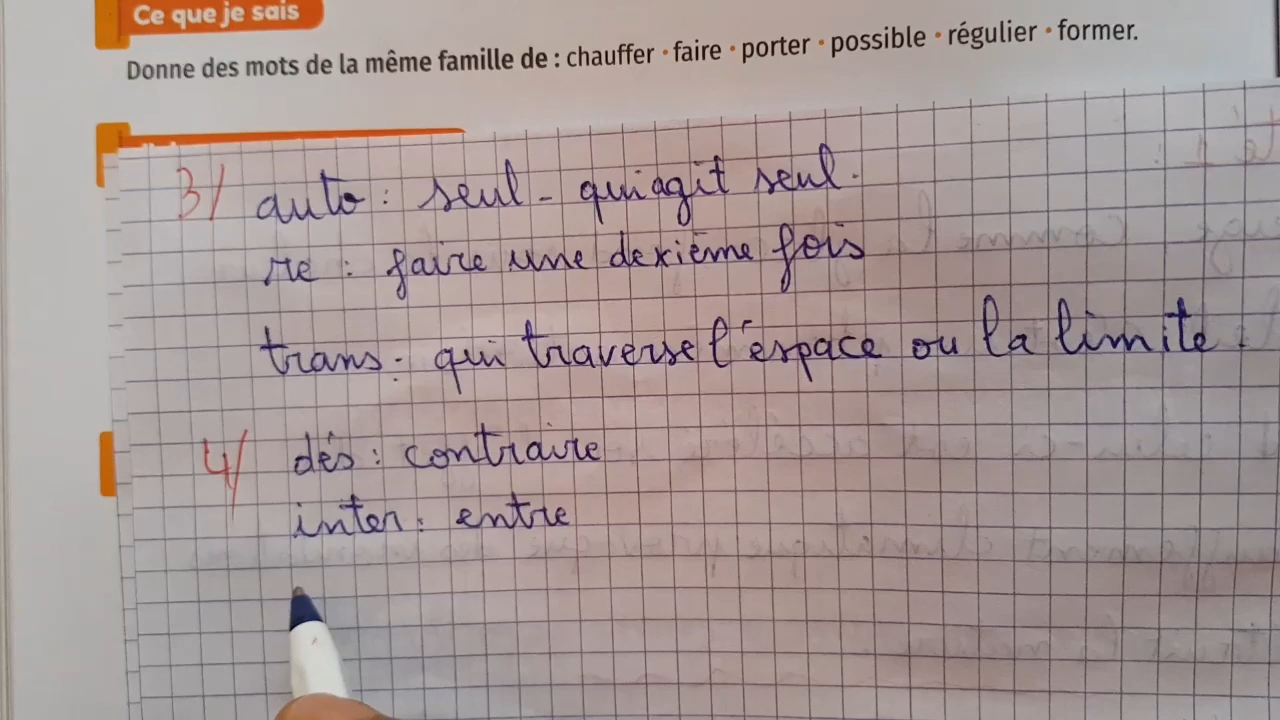 Ce que je sais
Donne des mots de la même famille de : chauffer • faire • porter • possible • régulier • former.
3/ auto : seul - qui agit seul.
re : faire une dexième fois
trans : qui traverse l'espace ou la limite.
4/ dés : contraire
inter : entre